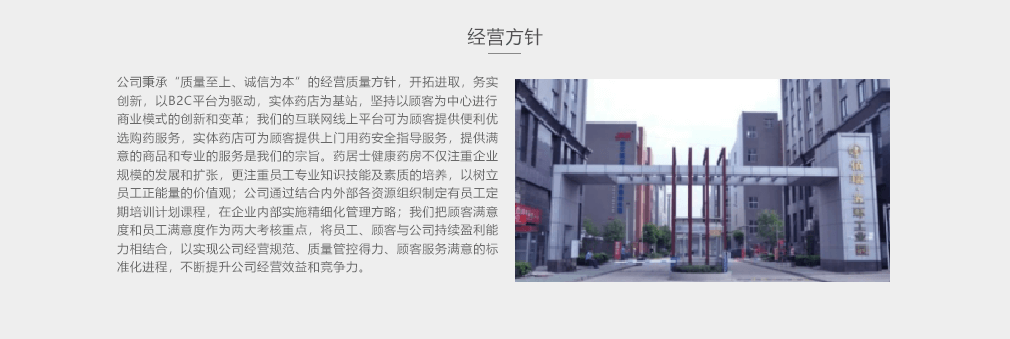 经营方针
公司秉承“质量至上、诚信为本”的经营质量方针，开拓进取，务实
创新，以B2C平台为驱动，实体药店为基站，坚持以顾客为中心进行
商业模式的创新和变革；我们的互联网线上平台可为顾客提供便利优
选购药服务，实体药店可为顾客提供上门用药安全指导服务，提供满
意的商品和专业的服务是我们的宗旨。药居士健康药房不仅注重企业
规模的发展和扩张，更注重员工专业知识技能及素质的培养，以树立
员工正能量的价值观；公司通过结合内外部各资源组织制定有员工定
期培训计划课程，在企业内部实施精细化管理方略；我们把顾客满意
度和员工满意度作为两大考核重点，将员工、顾客与公司持续盈利能
力相结合，以实现公司经营规范、质量管控得力、顾客服务满意的标
准化进程，不断提升公司经营效益和竞争力。